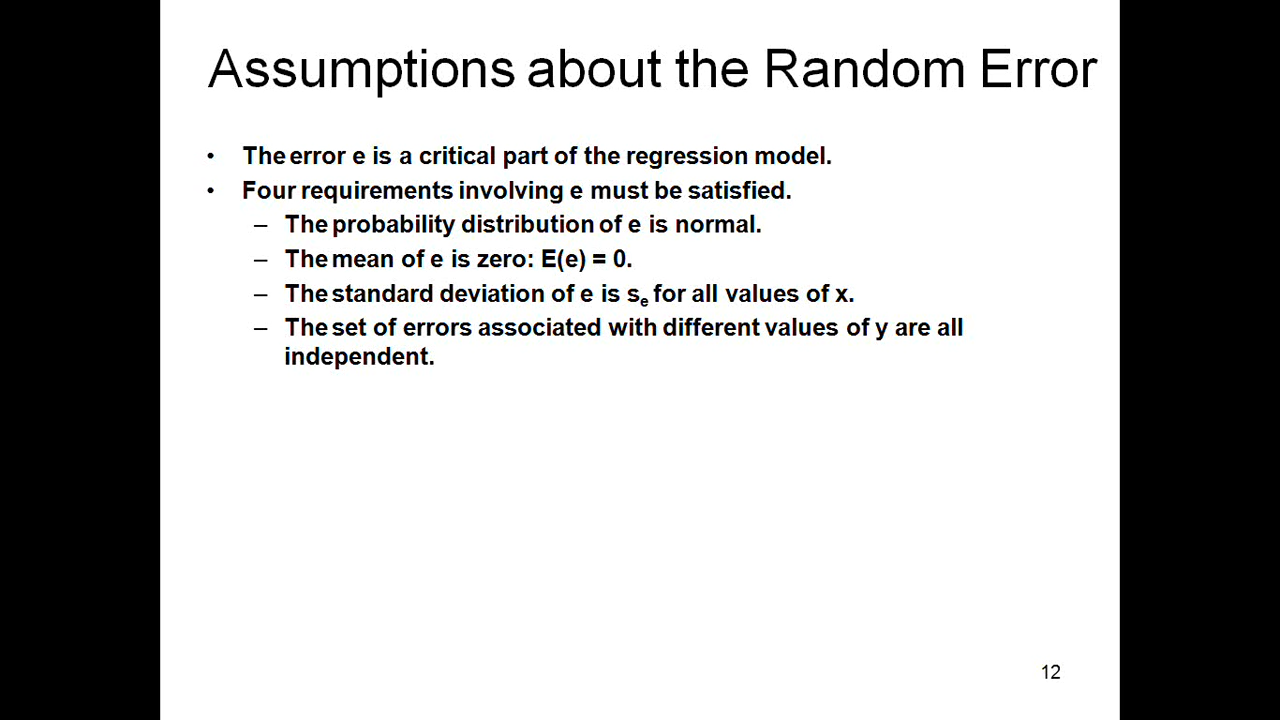 Assumptions about the Random Error
• The error e is a critical part of the regression model.
• Four requirements involving e must be satisfied.
– The probability distribution of e is normal.
– The mean of e is zero: E(e) = 0.
– The standard deviation of e is se for all values of x.
– The set of errors associated with different values of y are all
independent.
12